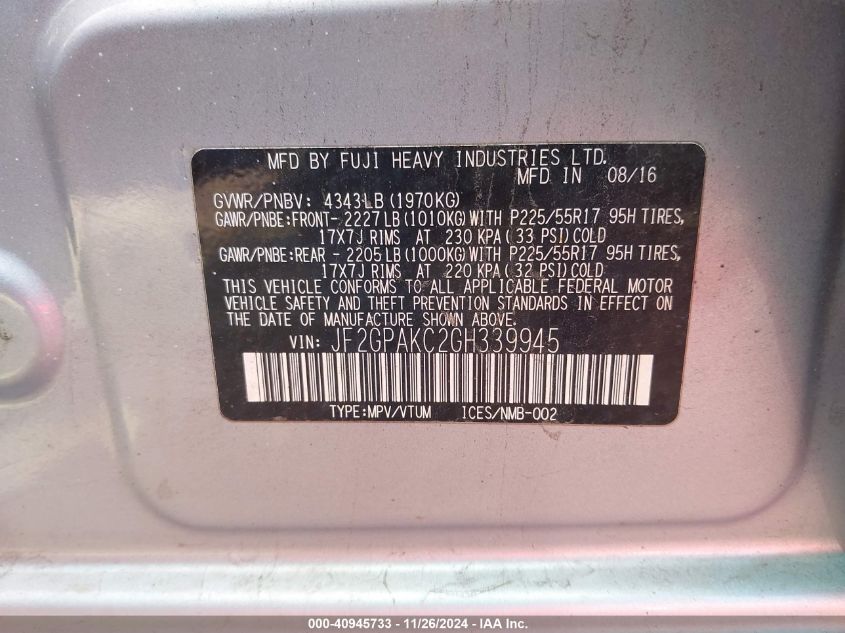 MFD BY FUJI HEAVY INDUSTRIES LTD.
MFD IN 08/16
GVWR/PNBV: 4343LB(1970KG)
GAWR/PNBE:FRONT- 2227LB(1010KG)WITH P225/55R17 95H TIRES,
17X7J RIMS AT 230 KPA(33 PSI)COLD
GAWR/PNBE:REAR - 2205LB(1000KG)WITH P225/55R17 95H TIRES,
17X7J RIMS AT 220 KPA(32 PSI)COLD
THIS VEHICLE CONFORMS TO ALL APPLICABLE FEDERAL MOTOR
VEHICLE SAFETY AND THEFT PREVENTION STANDARDS IN EFFECT ON
THE DATE OF MANUFACTURE SHOWN ABOVE.
VIN: JF2GPAKC2GH339945
TYPE:MPV/VTUM ICES/NMB-002
000-40945733 - 11/26/2024 - IAA Inc.